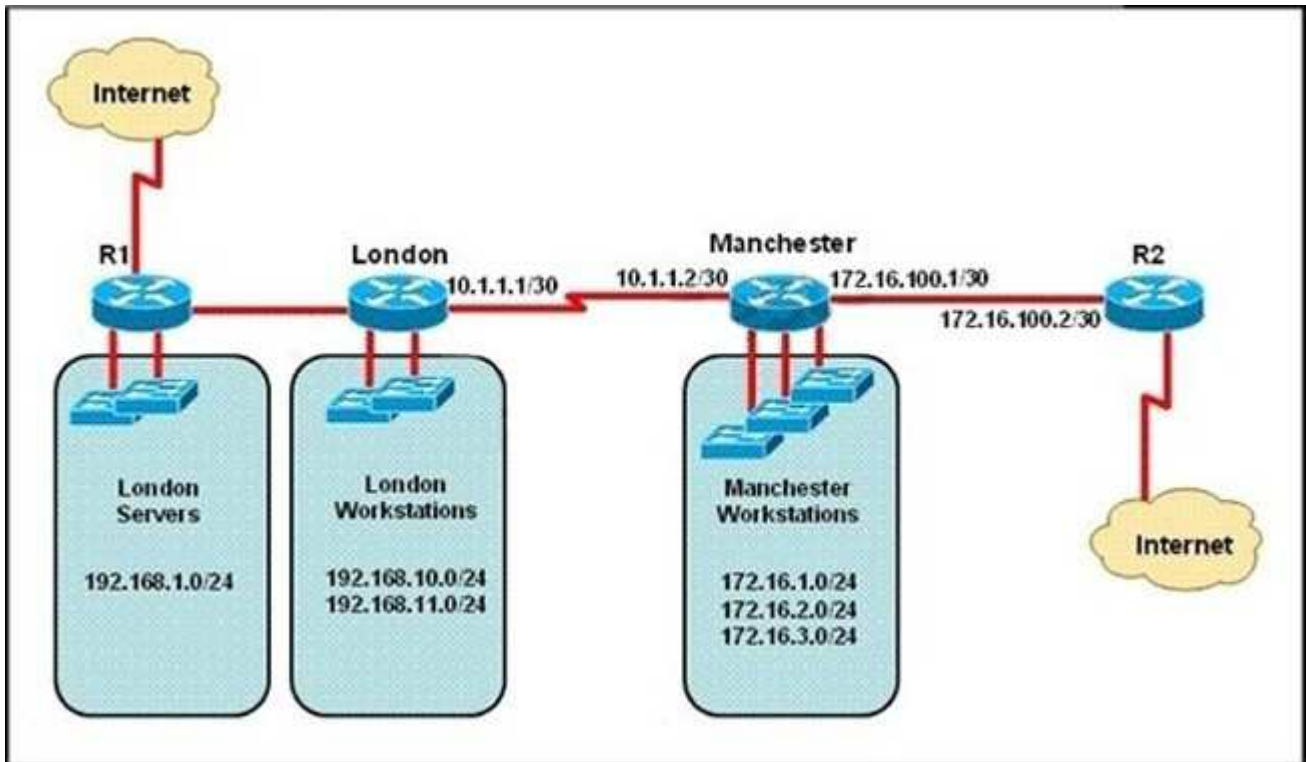 Internet
R1
London
10.1.1.1/30
10.1.1.2/30
Manchester
172.16.100.1/30
R2
172.16.100.2/30
London
Servers
192.168.1.0/24
London
Workstations
192.168.10.0/24
192.168.11.0/24
Manchester
Workstations
172.16.1.0/24
172.16.2.0/24
172.16.3.0/24
Internet